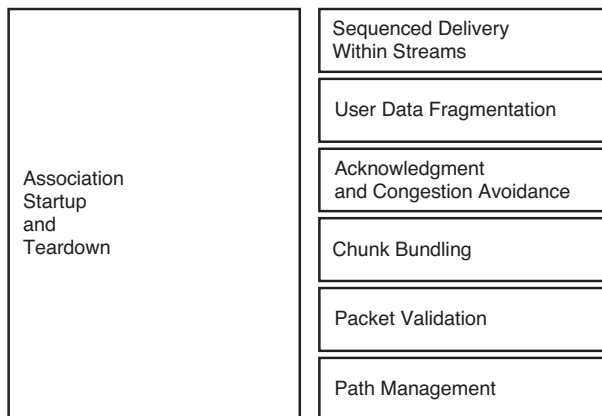 Association
Startup
and
Teardown
Sequenced Delivery
Within Streams
User Data Fragmentation
Acknowledgment
and Congestion Avoidance
Chunk Bundling
Packet Validation
Path Management